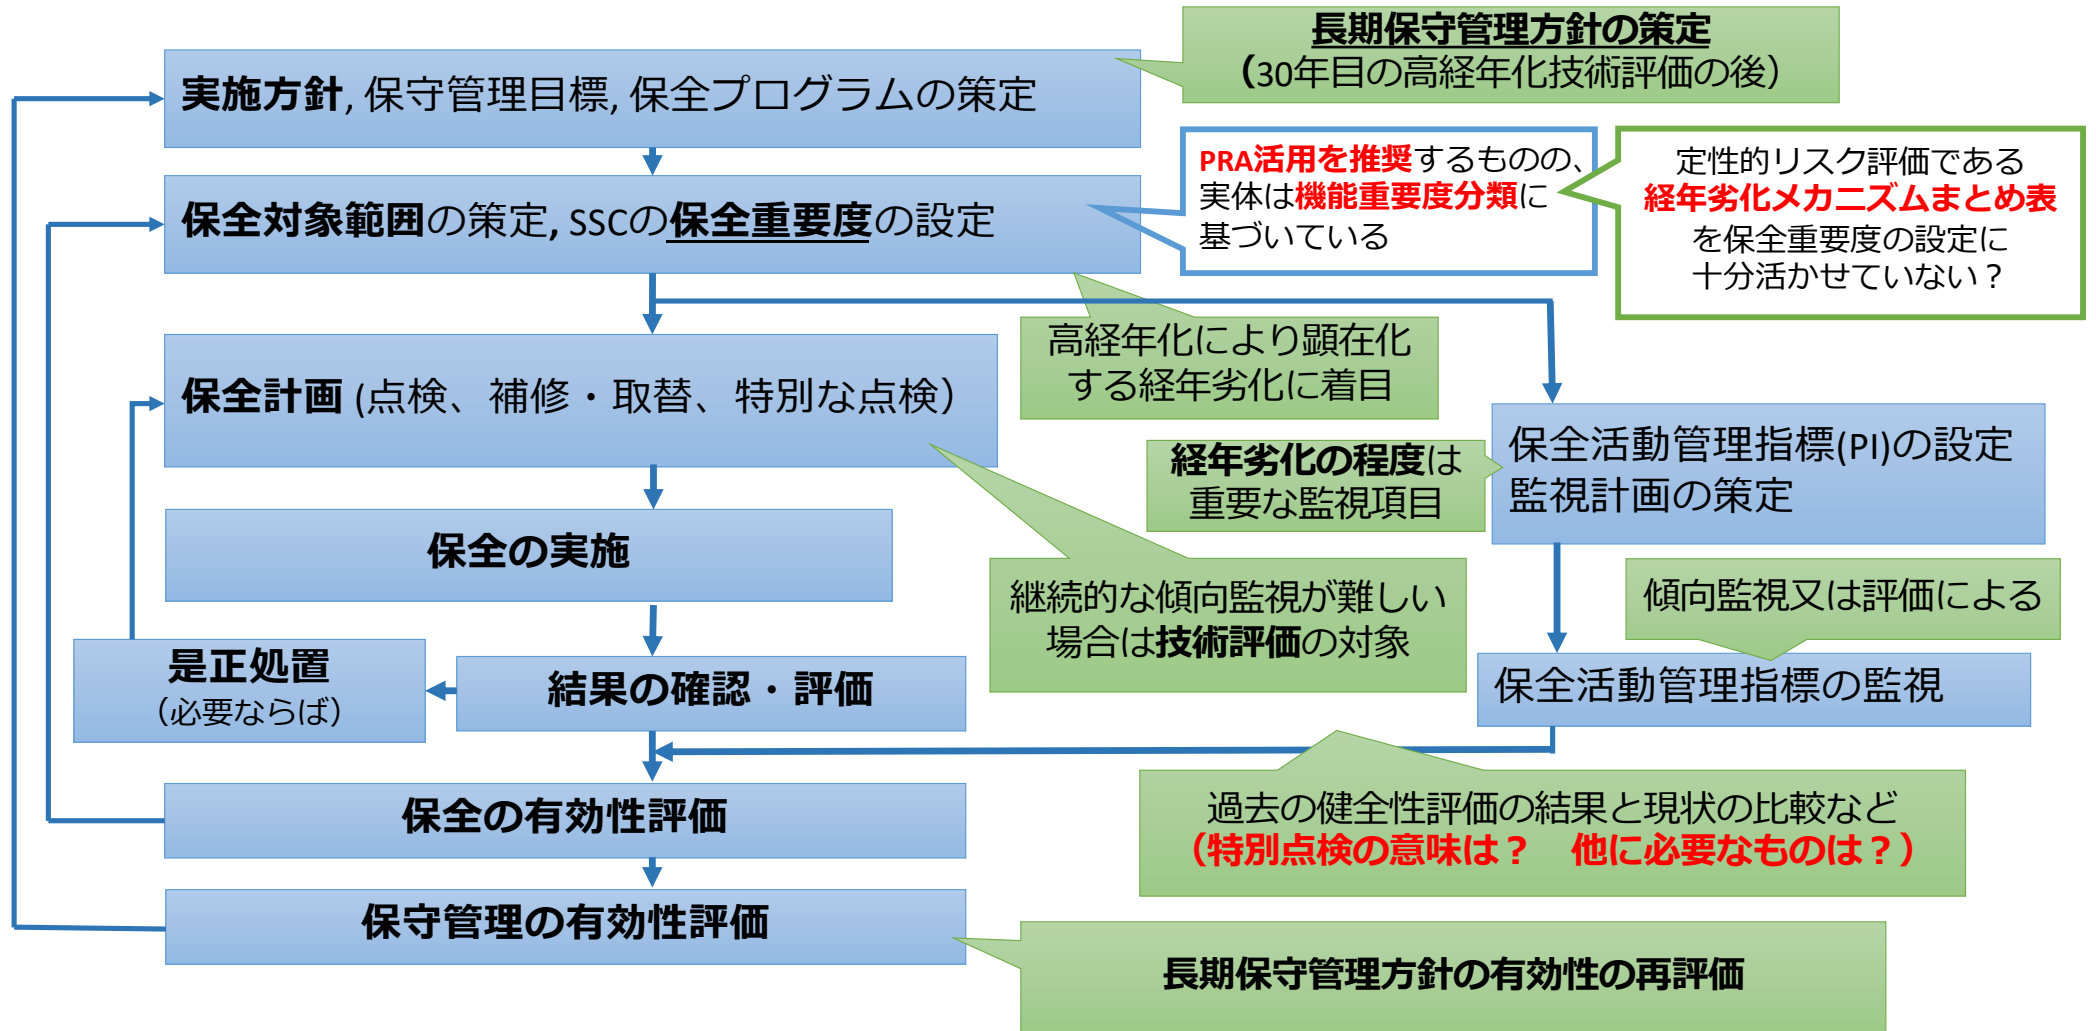 長期保守管理方針の策定
(30年目の高経年化技術評価の後）
実施方針, 保守管理目標, 保全プログラムの策定
PRA活用を推奨するものの、
実体は機能重要度分類に
基づいている
定性的リスク評価である
経年劣化メカニズムまとめ表
を保全重要度の設定に
十分活かせていない？
保全対象範囲の策定, SSCの保全重要度の設定
高経年化により顕在化
する経年劣化に着目
保全計画 (点検、補修・取替、特別な点検）
保全活動管理指標(PI)の設定
監視計画の策定
経年劣化の程度は
重要な監視項目
保全の実施
継続的な傾向監視が難しい
場合は技術評価の対象
傾向監視又は評価による
是正処置
（必要ならば）
結果の確認・評価
保全活動管理指標の監視
保全の有効性評価
過去の健全性評価の結果と現状の比較など
（特別点検の意味は？　他に必要なものは？）
保守管理の有効性評価
長期保守管理方針の有効性の再評価